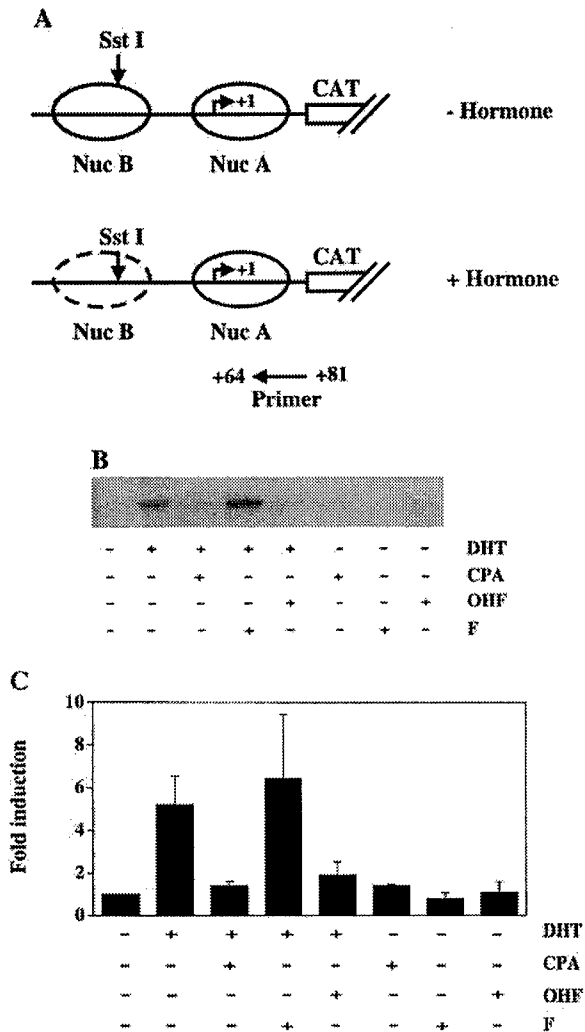 A
Sst I
CAT
+1
- Hormone
Nuc B Nuc A
Sst I
CAT
+1
+ Hormone
Nuc B Nuc A
+64 +81
Primer
B
- + + + + - - - DHT
- - + - - + - - CPA
- - - - + - - + OHF
- - - + - - + - F
C
10
8
6
4
2
0
Fold induction
- + + + + - - - DHT
- - + - - + - - CPA
- - - - + - - + OHF
- - - + - - + - F